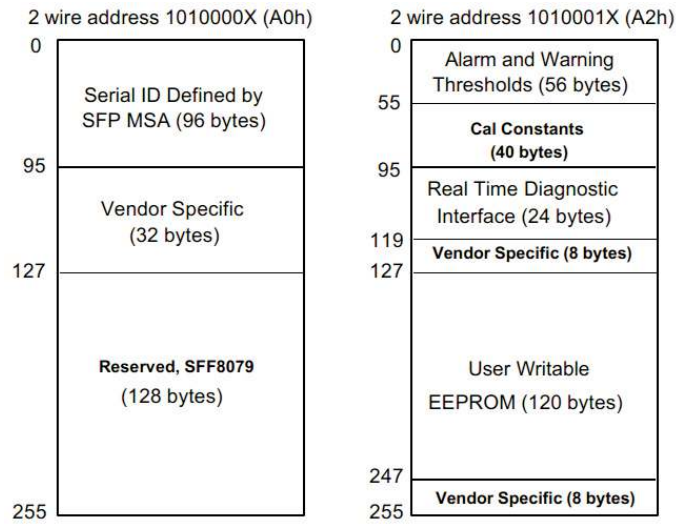 2 wire address 1010000X (A0h)
0
Serial ID Defined by
SFP MSA (96 bytes)
95
Vendor Specific
(32 bytes)
127
Reserved, SFF8079
(128 bytes)
255
2 wire address 1010001X (A2h)
0
Alarm and Warning
Thresholds (56 bytes)
55
Cal Constants
(40 bytes)
95
Real Time Diagnostic
Interface (24 bytes)
119
Vendor Specific (8 bytes)
127
User Writable
EEPROM (120 bytes)
247
Vendor Specific (8 bytes)
255